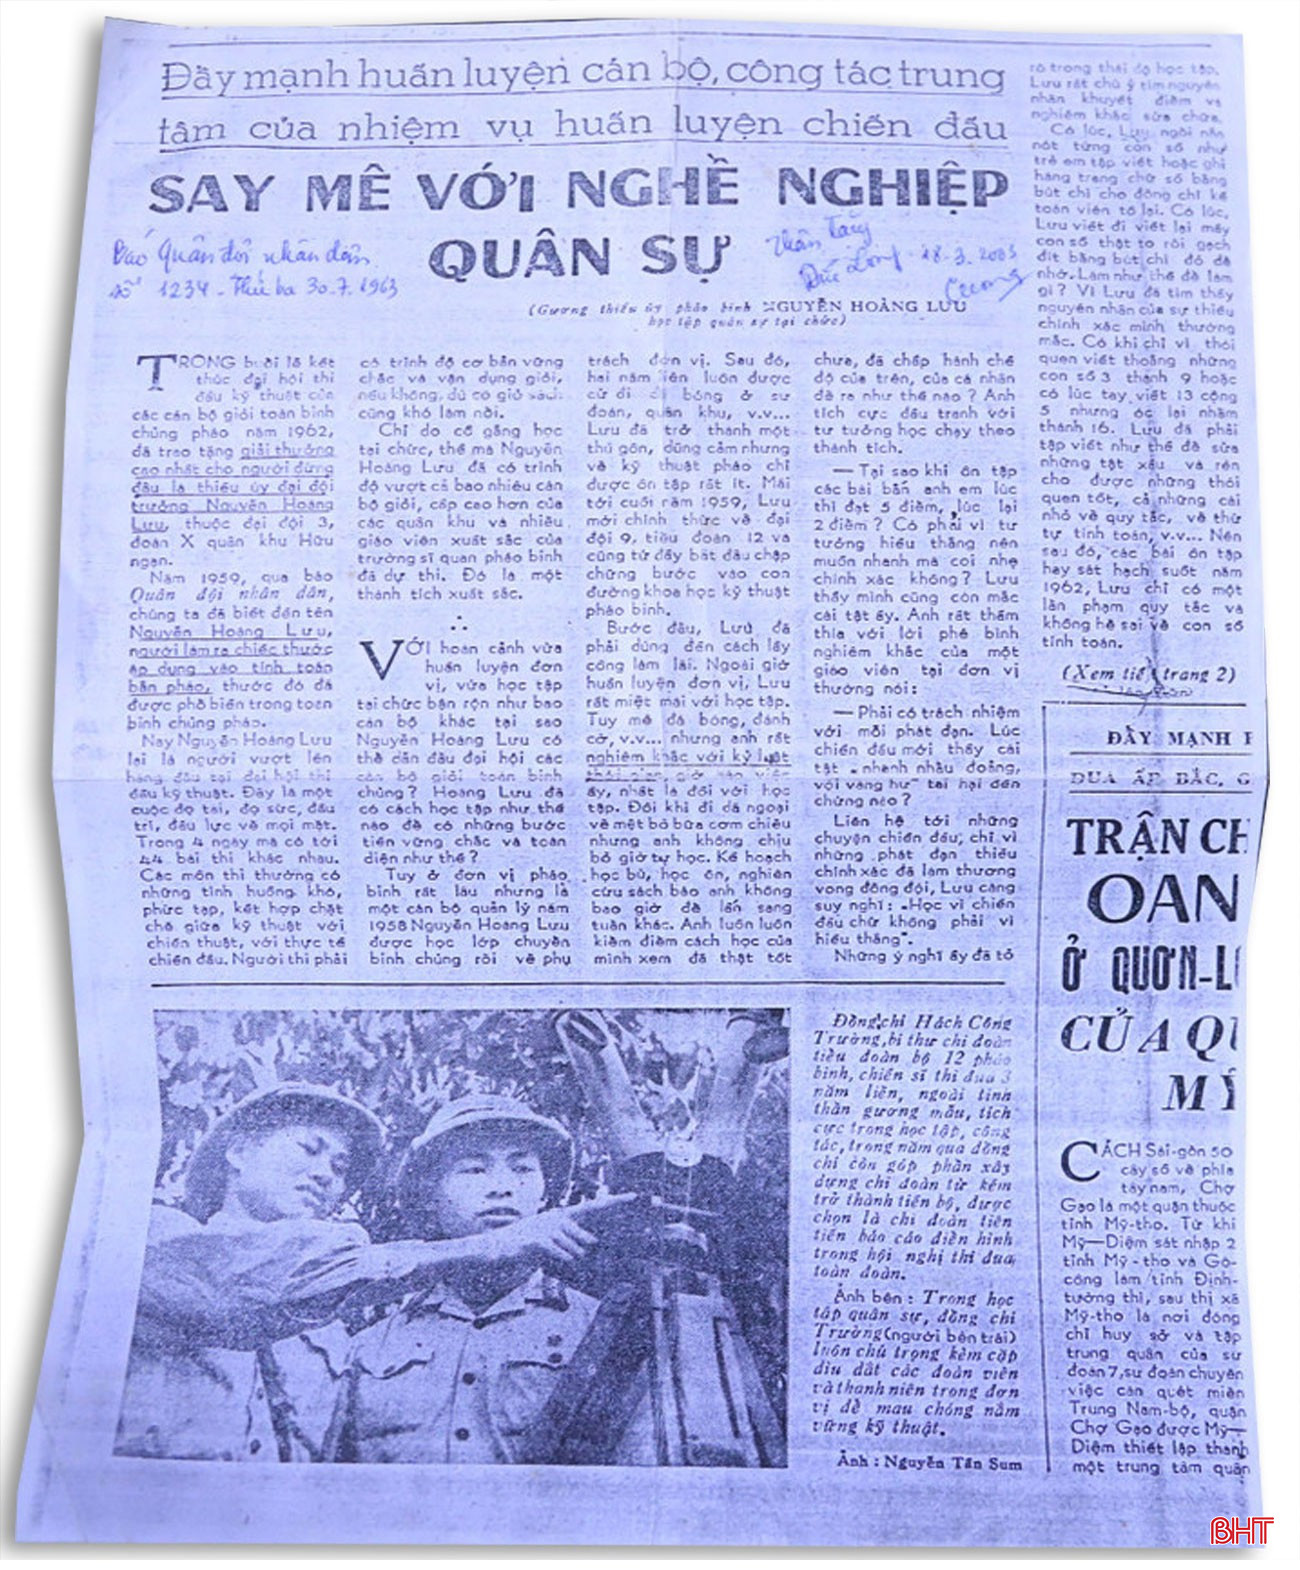 Đẩy mạnh huấn luyện cán bộ, công tác trung
tâm của nhiệm vụ huấn luyện chiến đấu
SAY MÊ VỚI NGHỀ NGHIỆP
QUÂN SỰ
Báo Quân đội nhân dân
số 1234 - Thứ ba 30.7.1963
Đức Long 18-3.2003
(Gương thiếu úy pháo binh NGUYỄN HOÀNG LƯU
học tập quân sự tại chức)
TRONG buổi lễ kết
thúc đại hội thi
đấu kỹ thuật của
các cán bộ giỏi toàn binh
chủng pháo năm 1962,
đã trao tặng giải thưởng
cao nhất cho người đứng
đầu là thiếu úy đại đội
trưởng Nguyễn Hoàng
Lưu, thuộc đại đội 3,
đoàn X quân khu Hữu
ngạn.
Năm 1959, qua báo
Quân đội nhân dân,
chúng ta đã biết đến tên
Nguyễn Hoàng Lưu,
người làm ra chiếc thước
áp dụng vào tính toán
bắn pháo, thước đó đã
được phổ biến trong toàn
binh chủng pháo.
Nay Nguyễn Hoàng Lưu
lại là người vượt lên
hàng đầu tại đại hội thi
đấu kỹ thuật. Đây là một
cuộc đọ tài, đọ sức, đấu
trí, đấu lực về mọi mặt.
Trong 4 ngày mà có tới
44 bài thi khác nhau.
Các môn thi thường có
những tình huống khó,
phức tạp, kết hợp chặt
chẽ giữa kỹ thuật với
chiến thuật, với thực tế
chiến đấu. Người thi phải
có trình độ cơ bản vững
chắc và vận dụng giỏi,
nếu không, dù có giở sách
cũng khó làm nổi.
Chỉ do cố gắng học
tại chức, thế mà Nguyễn
Hoàng Lưu đã có trình
độ vượt cả bao nhiêu cán
bộ giỏi, cấp cao hơn của
các quân khu và nhiều
giáo viên xuất sắc của
trường sĩ quan pháo binh
đã dự thi. Đó là một
thành tích xuất sắc.
VỚI hoàn cảnh vừa
huấn luyện đơn
vị, vừa học tập
tại chức bận rộn như bao
cán bộ khác tại sao
Nguyễn Hoàng Lưu có
thể dẫn đầu đại hội các
cán bộ giỏi toàn binh
chủng? Hoàng Lưu đã
có cách học tập như thế
nào để có những bước
tiến vững chắc và toàn
diện như thế?
Tuy ở đơn vị pháo
binh rất lâu nhưng là
một cán bộ quản lý năm
1958 Nguyễn Hoàng Lưu
được học lớp chuyển
binh chủng rồi về phụ
trách đơn vị. Sau đó,
hai năm liền luôn được
cử đi đá bóng ở sư
đoàn, quân khu, v.v...
Lưu đã trở thành một
thủ gôn, dũng cảm nhưng
về kỹ thuật pháo chỉ
được ôn tập rất ít. Mãi
tới cuối năm 1959, Lưu
mới chính thức về đại
đội 9, tiểu đoàn 12 và
cũng từ đấy bắt đầu chập
chững bước vào con
đường khoa học kỹ thuật
pháo binh.
Bước đầu, Lưu đã
phải dùng đến cách lấy
công làm lãi. Ngoài giờ
huấn luyện đơn vị, Lưu
rất miệt mài với học tập.
Tuy mê đá bóng, đánh
cờ, v.v... nhưng anh rất
nghiêm khắc với kỷ luật
thời gian, giờ nào việc
ấy, nhất là đối với học
tập. Đôi khi đi dã ngoại
về mệt bỏ bữa cơm chiều
nhưng anh không chịu
bỏ giờ tự học. Kế hoạch
học bù, học ôn, nghiên
cứu sách báo anh không
bao giờ để lấn sang
tuần khác. Anh luôn luôn
kiểm điểm cách học của
mình xem đã thật tốt
chưa, đã chấp hành chế
độ của trên, của cá nhân
đề ra như thế nào? Anh
tích cực đấu tranh với
tư tưởng học chạy theo
thành tích.
— Tại sao khi ôn tập
các bài bắn anh em lúc
thì đạt 5 điểm, lúc lại
2 điểm? Có phải vì tư
tưởng hiếu thắng nên
muốn nhanh mà coi nhẹ
chính xác không? Lưu
thấy mình cũng còn mắc
cái tật ấy. Anh rất thấm
thía với lời phê bình
nghiêm khắc của một
giáo viên tại đơn vị
thường nói:
— Phải có trách nhiệm
với mỗi phát đạn. Lúc
chiến đấu mới thấy cái
tật „nhanh nhẩu đoảng,
vội vàng hư" tai hại đến
chừng nào?
Liên hệ tới những
chuyện chiến đấu, chỉ vì
những phát đạn thiếu
chính xác đã làm thương
vong đồng đội, Lưu càng
suy nghĩ: „Học vì chiến
đấu chứ không phải vì
hiếu thắng".
Những ý nghĩ ấy đã tỏ
rõ trong thái độ học tập.
Lưu rất chú ý tìm nguyên
nhân khuyết điểm và
nghiêm khắc sửa chữa.
Có lúc, Lưu ngồi nắn
nót từng con số như
trẻ em tập viết hoặc ghi
hàng trang chữ số bằng
bút chì cho đồng chí kế
toán viên tô lại. Có lúc,
Lưu viết đi viết lại mấy
con số thật to rồi gạch
đít bằng bút chì đỏ để
nhớ. Làm như thế để làm
gì? Vì Lưu đã tìm thấy
nguyên nhân của sự thiếu
chính xác mình thường
mắc. Có khi chỉ vì thói
quen viết thoắng những
con số 3 thành 9 hoặc
có lúc tay viết 13 cộng
5 nhưng óc lại nhầm
thành 16. Lưu đã phải
tập viết như thế để sửa
những tật xấu và rèn
cho được những thói
quen tốt, cả những cái
nhỏ về quy tắc, về thứ
tự tính toán, v.v... Nên
sau đó, các bài ôn tập
hay sát hạch suốt năm
1962, Lưu chỉ có một
lần phạm quy tắc và
không hề sai về con số
tính toán.
(Xem tiếp trang 2)
ĐẨY MẠNH
ĐUA ẤP BẮC, G
TRẬN CH
OAN
Ở QUƠN-L
CỦA QU
MỸ
CÁCH Sài-gòn 50
cây số về phía
tây nam, Chợ
Gạo là một quận thuộc
tỉnh Mỹ-tho. Từ khi
Mỹ—Diệm sát nhập 2
tỉnh Mỹ-tho và Gò-
công làm tỉnh Định-
tường thì, sau thị xã
Mỹ-tho là nơi đóng
chỉ huy sở và tập
trung quân của sư
đoàn 7, sư đoàn chuyên
việc càn quét miền
Trung Nam-bộ, quận
Chợ Gạo được Mỹ—
Diệm thiết lập thành
một trung tâm quân
Đồng chí Hách Công
Trường, bí thư chi đoàn
tiểu đoàn bộ 12 pháo
binh, chiến sĩ thi đua 3
năm liền, ngoài tinh
thần gương mẫu, tích
cực trong học tập, công
tác, trong năm qua đồng
chí còn góp phần xây
dựng chi đoàn từ kém
trở thành tiến bộ, được
chọn là chi đoàn tiên
tiến báo cáo điển hình
trong hội nghị thi đua
toàn đoàn.
Ảnh bên: Trong học
tập quân sự, đồng chí
Trường (người bên trái)
luôn chú trọng kèm cặp
dìu dắt các đoàn viên
và thanh niên trong đơn
vị để mau chóng nắm
vững kỹ thuật.
Ảnh: Nguyễn Tấn Sum
BHT